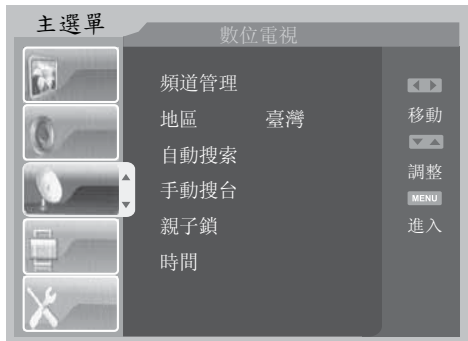 主選單
數位電視
頻道管理
地區 臺灣
自動搜索
手動搜台
親子鎖
時間
移動
調整
MENU
進入